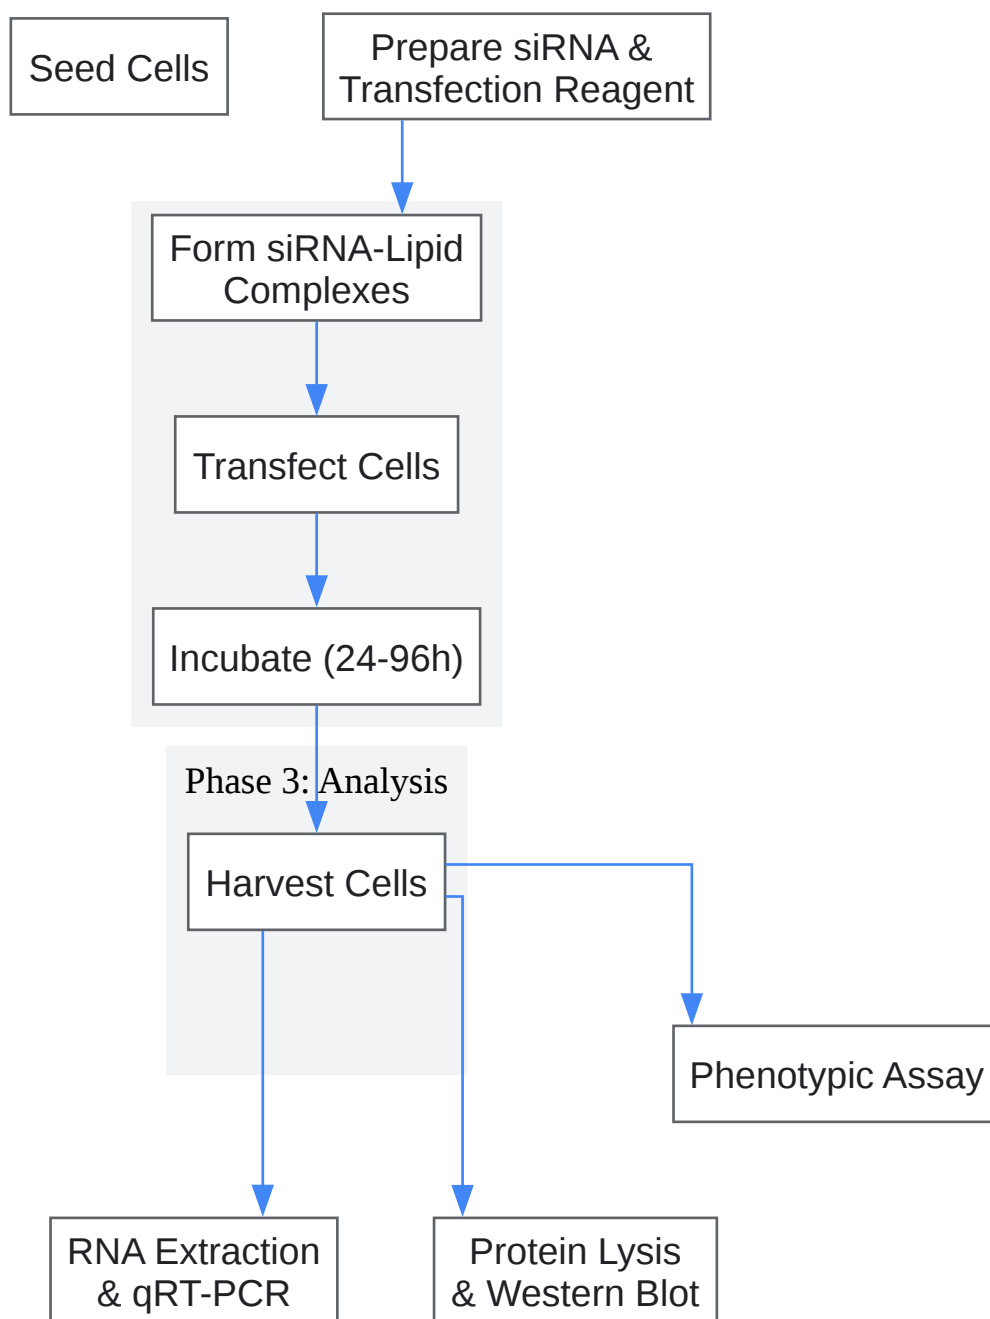 Seed Cells
Prepare siRNA &
Transfection Reagent
Form siRNA-Lipid
Complexes
Transfect Cells
Incubate (24-96h)
Phase 3: Analysis
Harvest Cells
Phenotypic Assay
RNA Extraction
& qRT-PCR
Protein Lysis
& Western Blot